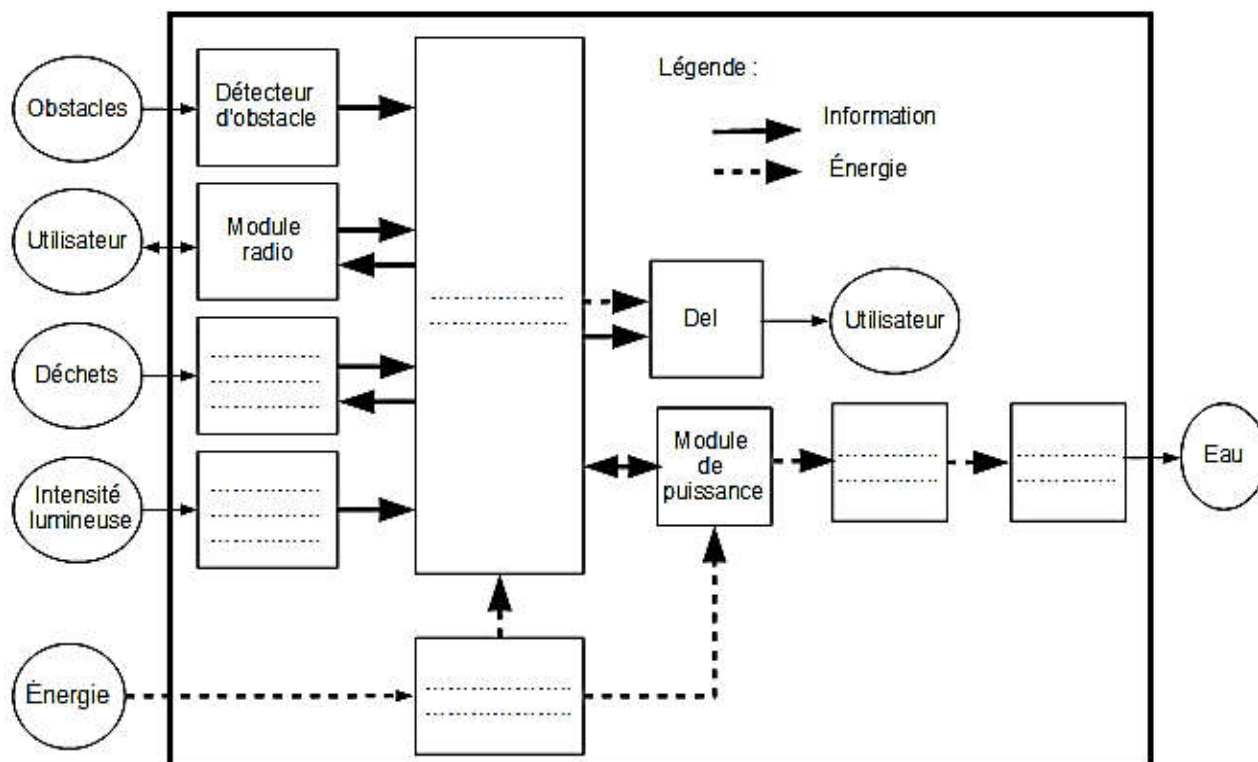 Obstacles
Détecteur
d'obstacle
Légende :
Information
Énergie
Utilisateur
Module
radio
Del
Utilisateur
Déchets
Module
de
puissance
Eau
Intensité
lumineuse
Énergie